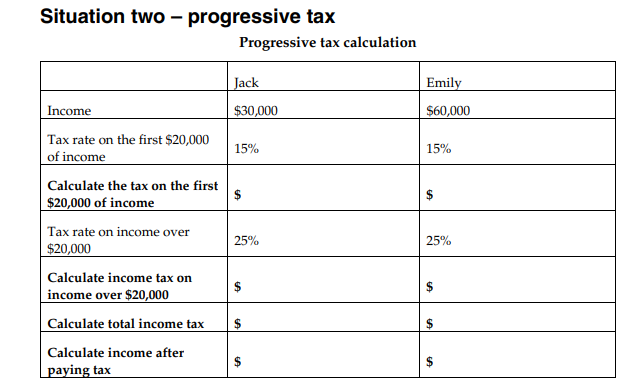 Situation two – progressive tax
Progressive tax calculation
Jack Emily
Income $30,000 $60,000
Tax rate on the first $20,000
of income 15% 15%
Calculate the tax on the first
$20,000 of income $ $
Tax rate on income over
$20,000 25% 25%
Calculate income tax on
income over $20,000 $ $
Calculate total income tax $ $
Calculate income after
paying tax $ $